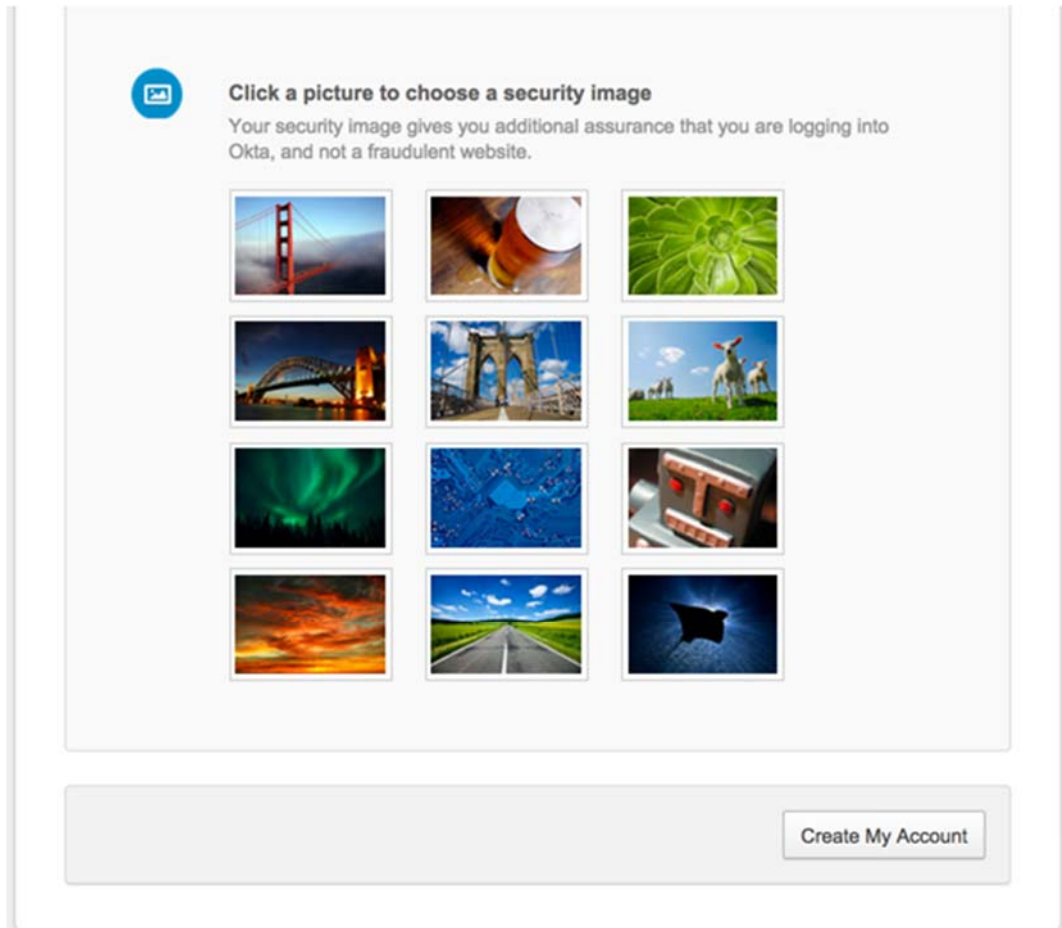 Click a picture to choose a security image
Your security image gives you additional assurance that you are logging into
Okta, and not a fraudulent website.
Create My Account